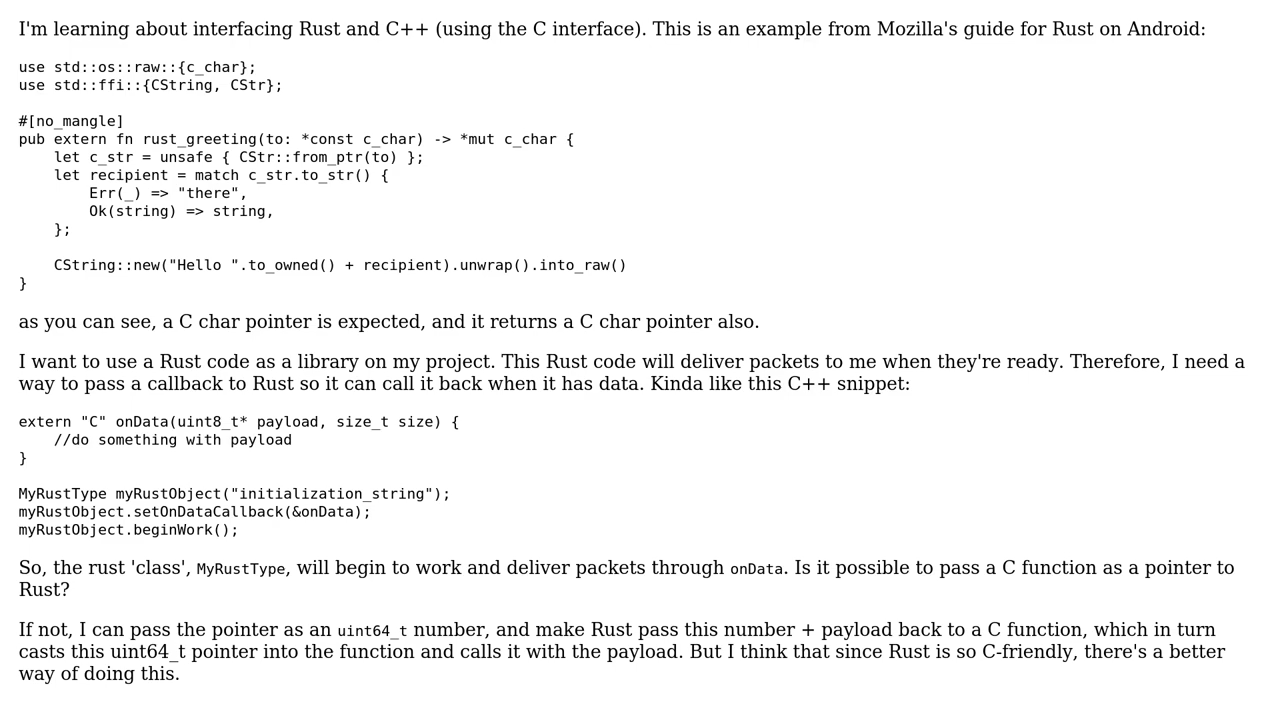 I'm learning about interfacing Rust and C++ (using the C interface). This is an example from Mozilla's guide for Rust on Android:
use std::os::raw::{c_char};
use std::ffi::{CString, CStr};
#[no_mangle]
pub extern fn rust_greeting(to: *const c_char) -> *mut c_char {
    let c_str = unsafe { CStr::from_ptr(to) };
    let recipient = match c_str.to_str() {
        Err(_) => "there",
        Ok(string) => string,
    };
    CString::new("Hello ".to_owned() + recipient).unwrap().into_raw()
}
as you can see, a C char pointer is expected, and it returns a C char pointer also.
I want to use a Rust code as a library on my project. This Rust code will deliver packets to me when they're ready. Therefore, I need a
way to pass a callback to Rust so it can call it back when it has data. Kinda like this C++ snippet:
extern "C" onData(uint8_t* payload, size_t size) {
    //do something with payload
}
MyRustType myRustObject("initialization_string");
myRustObject.setOnDataCallback(&onData);
myRustObject.beginWork();
So, the rust 'class', MyRustType, will begin to work and deliver packets through onData. Is it possible to pass a C function as a pointer to
Rust?
If not, I can pass the pointer as an uint64_t number, and make Rust pass this number + payload back to a C function, which in turn
casts this uint64_t pointer into the function and calls it with the payload. But I think that since Rust is so C-friendly, there's a better
way of doing this.